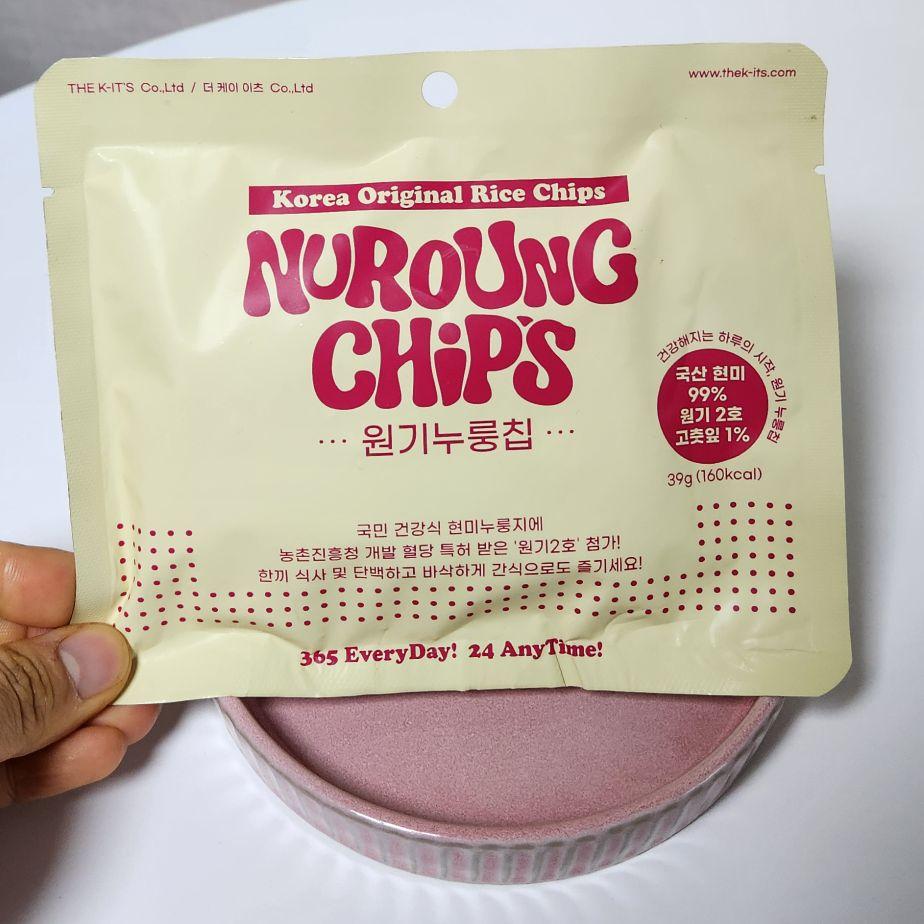 THE K-IT'S Co.,Ltd / 더 케이 이츠 Co.,Ltd
www.thek-its.com
Korea Original Rice Chips
NUROUNG
CHiP'S
··· 원기누룽칩 ···
건강해지는 하루의 시작, 원기 누룽칩
국산 현미
99%
원기 2호
고춧잎 1%
39g (160kcal)
국민 건강식 현미누룽지에
농촌진흥청 개발 혈당 특허 받은 '원기2호' 첨가!
한끼 식사 및 단백하고 바삭하게 간식으로도 즐기세요!
365 EveryDay! 24 AnyTime!